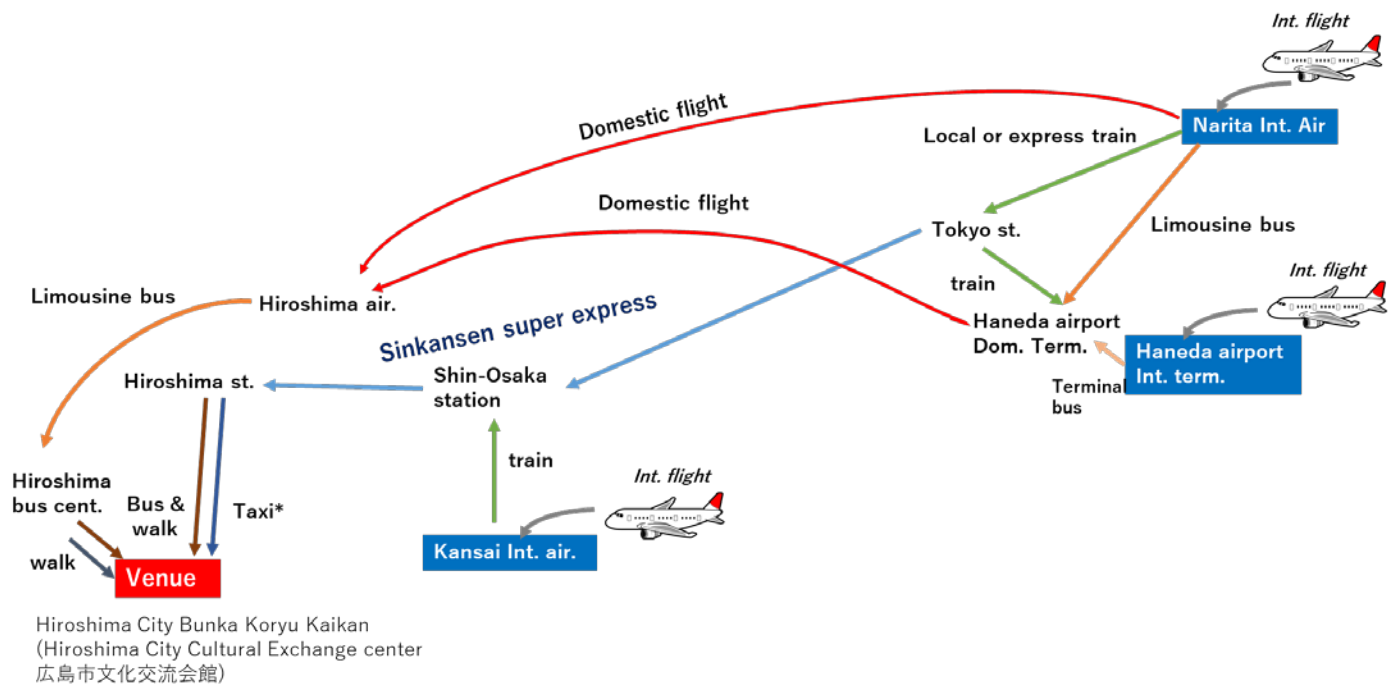 Int. flight
Narita Int. Air
Domestic flight
Local or express train
Domestic flight
Tokyo st.
Limousine bus
Int. flight
train
Limousine bus
Hiroshima air.
Sinkansen super express
Haneda airport
Dom. Term.
Haneda airport
Int. term.
Terminal
bus
Hiroshima st.
Shin-Osaka
station
train
Int. flight
Hiroshima
bus cent.
Bus &
walk
Taxi*
Kansai Int. air.
walk
Venue
Hiroshima City Bunka Koryu Kaikan
(Hiroshima City Cultural Exchange center
広島市文化交流会館)